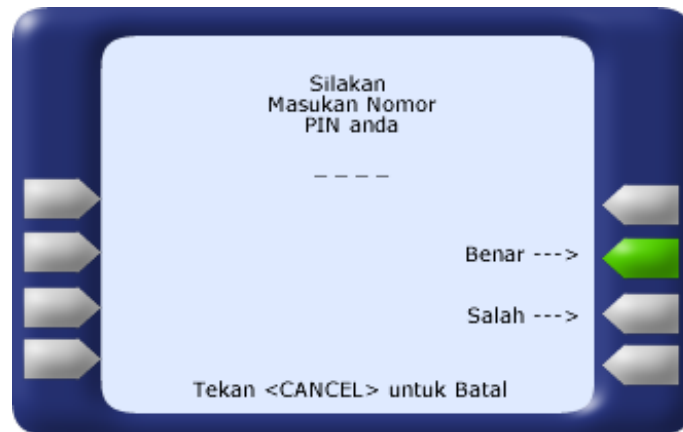 Silakan
Masukan Nomor
PIN anda
_ _ _ _
Benar --->
Salah --->
Tekan <CANCEL> untuk Batal